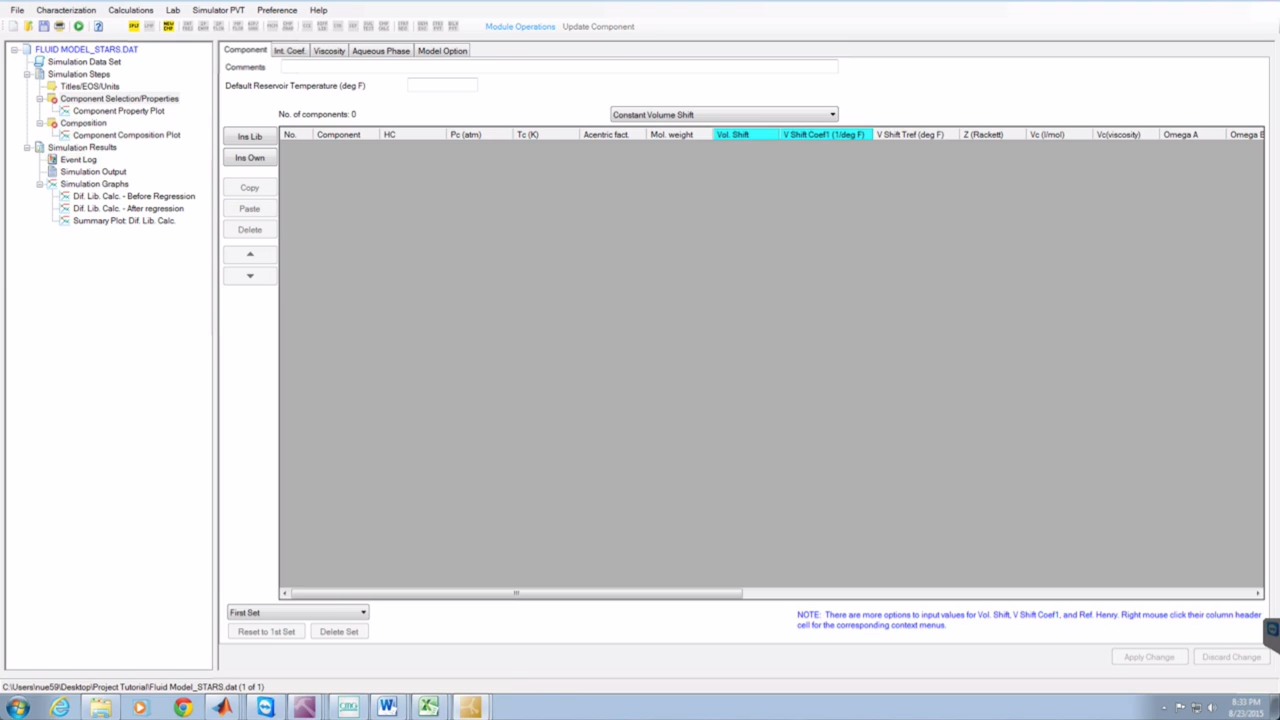 File Characterization Calculations Lab Simulator PVT Preference Help
Module Operations Update Component
FLUID MODEL_STARS.DAT
Simulation Data Set
Simulation Steps
Titles/EOS/Units
Component Selection/Properties
Component Property Plot
Composition
Component Composition Plot
Simulation Results
Event Log
Simulation Output
Simulation Graphs
Dif. Lib. Calc. - Before Regression
Dif. Lib. Calc. - After regression
Summary Plot: Dif. Lib. Calc.
Component Int. Coef. Viscosity Aqueous Phase Model Option
Comments
Default Reservoir Temperature (deg F)
No. of components: 0 Constant Volume Shift
No. Component HC Pc (atm) Tc (K) Acentric fact. Mol. weight Vol. Shift V Shift Coef1 (1/deg F) V Shift Tref (deg F) Z (Rackett) Vc (l/mol) Vc(viscosity) Omega A Omega B
Ins Lib
Ins Own
Copy
Paste
Delete
First Set
Reset to 1st Set Delete Set
NOTE: There are more options to input values for Vol. Shift, V Shift Coef1, and Ref. Henry. Right mouse click their column header
cell for the corresponding context menus.
Apply Change Discard Change
C:\Users\nue59\Desktop\Project Tutorial\Fluid Model_STARS.dat (1 of 1)
8:33 PM
8/23/2015